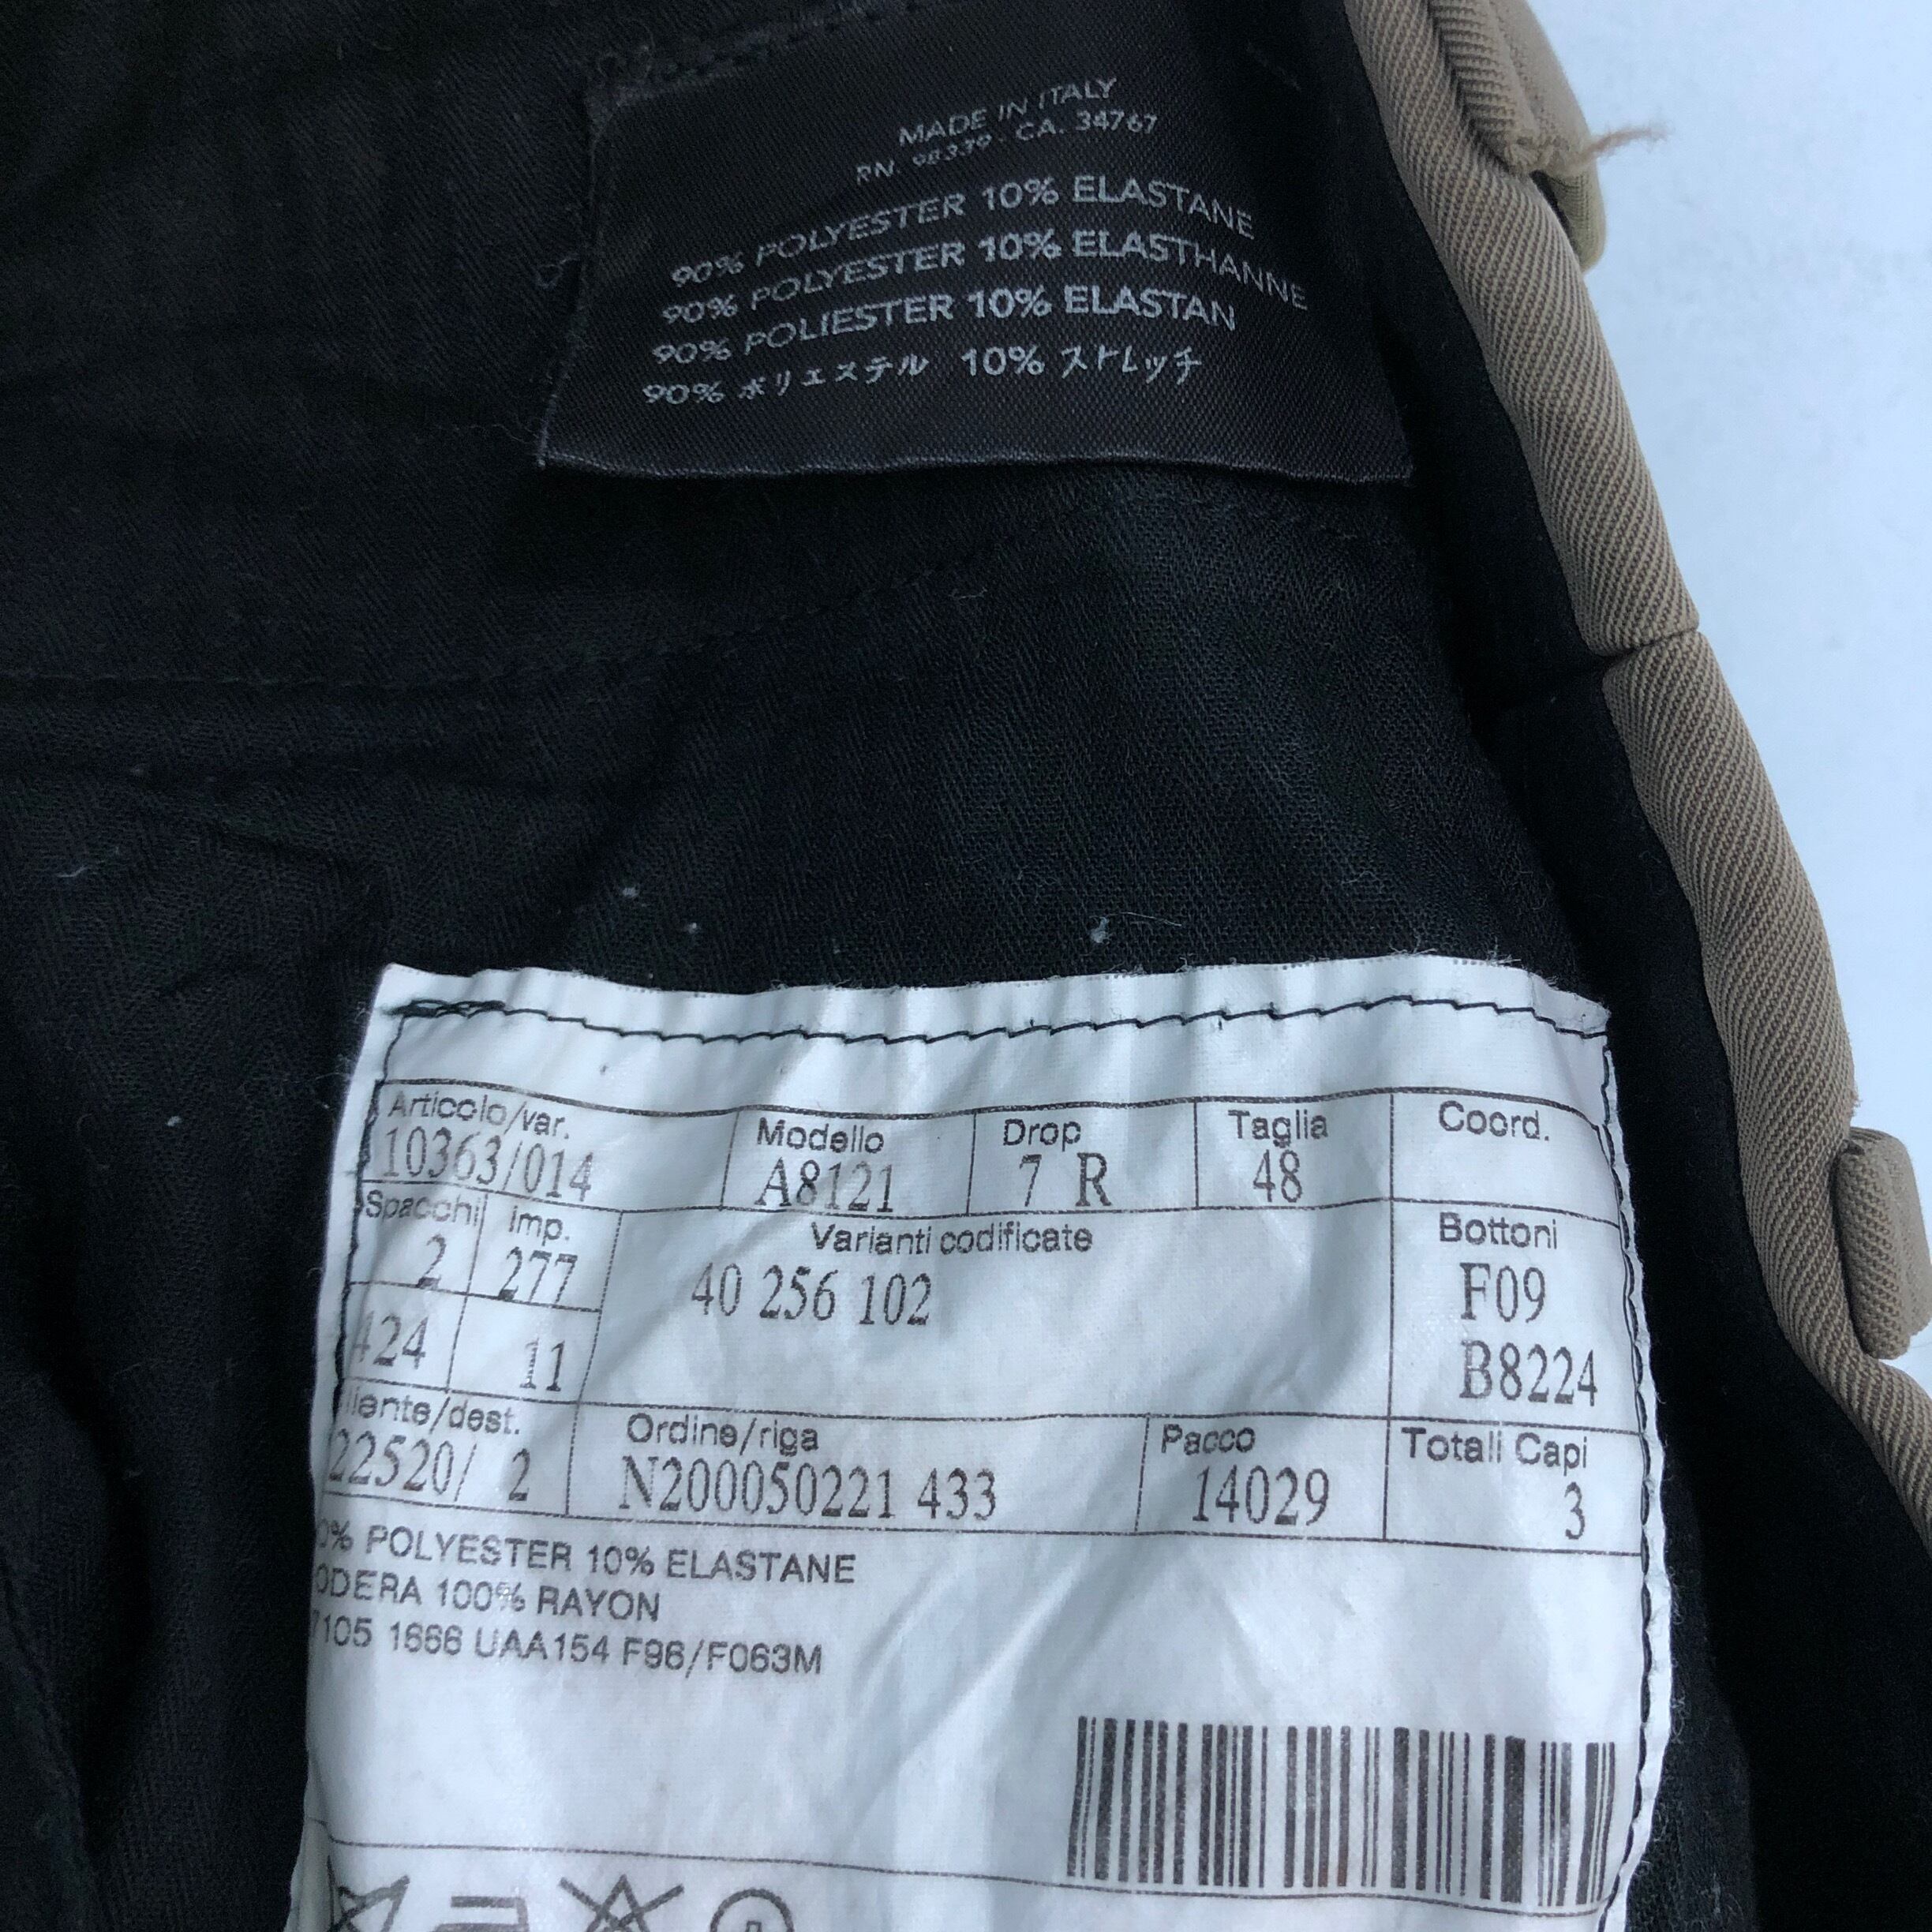 MADE IN ITALY
RN. 98339 - CA. 34767
90% POLYESTER 10% ELASTANE
90% POLYESTER 10% ELASTHANNE
90% POLIESTER 10% ELASTAN
90% ポリエステル 10% ストレッチ
Articolo/var. Modello Drop Taglia Coord.
10363/014 A8121 7 R 48
Spacchi Imp. Varianti codificate Bottoni
2 277 40 256 102 F09
424 11 B8224
liente/dest. Ordine/riga Pacco Totali Capi
22520/ 2 N200050221 433 14029 3
0% POLYESTER 10% ELASTANE
ODERA 100% RAYON
7105 1666 UAA154 F96/F063M